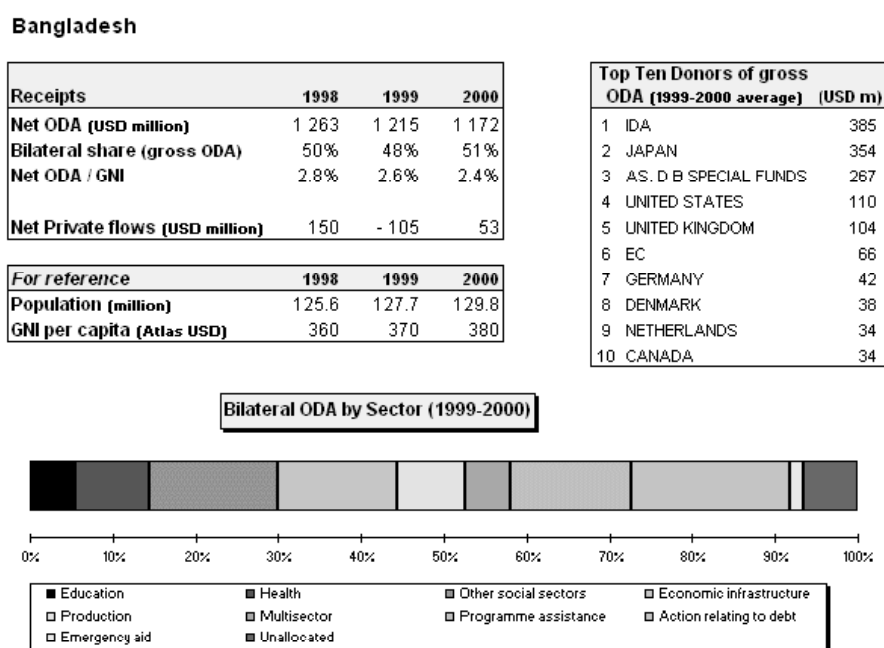 Bangladesh
Receipts 1998 1999 2000
Net ODA (USD million) 1 263 1 215 1 172
Bilateral share (gross ODA) 50% 48% 51%
Net ODA / GNI 2.8% 2.6% 2.4%
Net Private flows (USD million) 150 - 105 53
For reference 1998 1999 2000
Population (million) 125.6 127.7 129.8
GNI per capita (Atlas USD) 360 370 380
Top Ten Donors of gross
ODA (1999-2000 average) (USD m)
1 IDA 385
2 JAPAN 354
3 AS. D B SPECIAL FUNDS 267
4 UNITED STATES 110
5 UNITED KINGDOM 104
6 EC 66
7 GERMANY 42
8 DENMARK 38
9 NETHERLANDS 34
10 CANADA 34
Bilateral ODA by Sector (1999-2000)
0% 10% 20% 30% 40% 50% 60% 70% 80% 90% 100%
Education Health Other social sectors Economic infrastructure
Production Multisector Programme assistance Action relating to debt
Emergency aid Unallocated